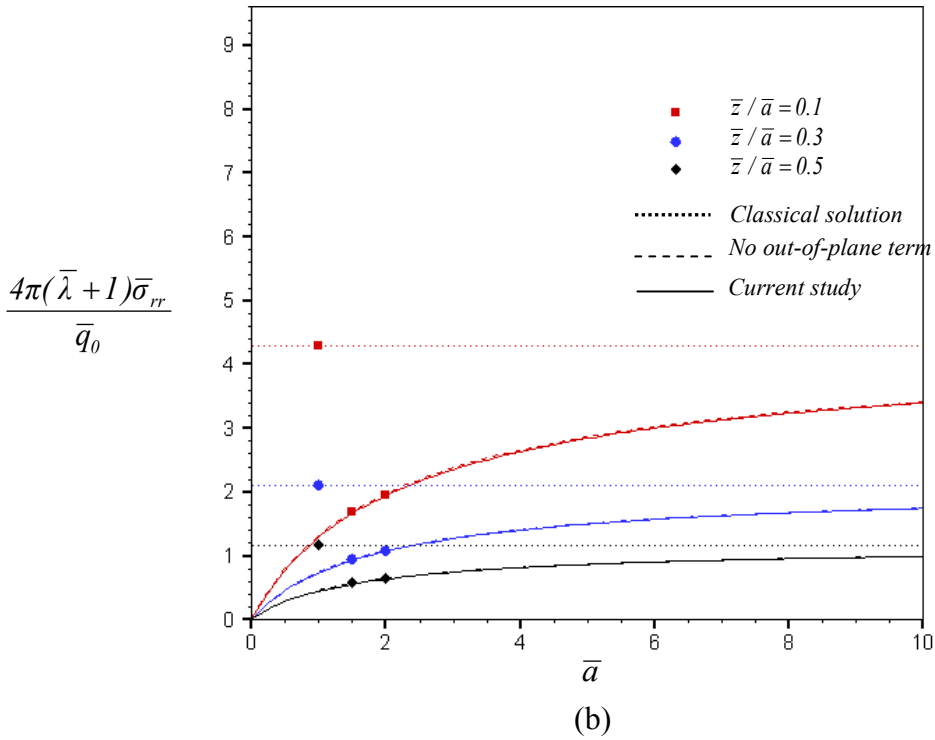 9
8
7
6
5
4
3
2
1
0
z̅ / a̅ = 0.1
z̅ / a̅ = 0.3
z̅ / a̅ = 0.5
Classical solution
No out-of-plane term
Current study
4π(λ̅ + 1)σ̅rr
q̅0
0 2 4 6 8 10
a̅
(b)